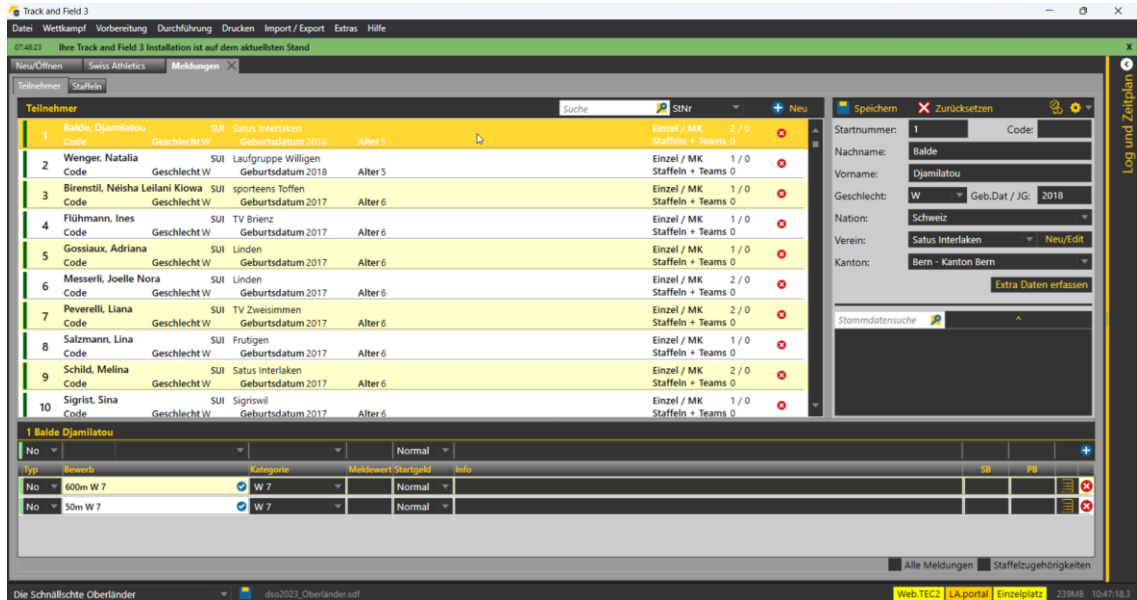 Track and Field 3
Datei Wettkampf Vorbereitung Durchführung Drucken Import / Export Extras Hilfe
07:48:23 Ihre Track and Field 3 Installation ist auf dem aktuellsten Stand X
Neu/Öffnen Swiss Athletics Meldungen
Teilnehmer Staffeln
Teilnehmer Suche StNr Neu
1 Balde, Djamilatou SUI Satus Interlaken Einzel / MK 2 / 0
Code Geschlecht W Geburtsdatum 2018 Alter 5 Staffeln + Teams 0
2 Wenger, Natalia SUI Laufgruppe Willigen Einzel / MK 1 / 0
Code Geschlecht W Geburtsdatum 2018 Alter 5 Staffeln + Teams 0
3 Birenstil, Néisha Leilani Kiowa SUI sporteens Toffen Einzel / MK 1 / 0
Code Geschlecht W Geburtsdatum 2017 Alter 6 Staffeln + Teams 0
4 Flühmann, Ines SUI TV Brienz Einzel / MK 1 / 0
Code Geschlecht W Geburtsdatum 2017 Alter 6 Staffeln + Teams 0
5 Gossiaux, Adriana SUI Linden Einzel / MK 1 / 0
Code Geschlecht W Geburtsdatum 2017 Alter 6 Staffeln + Teams 0
6 Messerli, Joelle Nora SUI Linden Einzel / MK 2 / 0
Code Geschlecht W Geburtsdatum 2017 Alter 6 Staffeln + Teams 0
7 Peverelli, Liana SUI TV Zweisimmen Einzel / MK 2 / 0
Code Geschlecht W Geburtsdatum 2017 Alter 6 Staffeln + Teams 0
8 Salzmann, Lina SUI Frutigen Einzel / MK 1 / 0
Code Geschlecht W Geburtsdatum 2017 Alter 6 Staffeln + Teams 0
9 Schild, Melina SUI Satus Interlaken Einzel / MK 2 / 0
Code Geschlecht W Geburtsdatum 2017 Alter 6 Staffeln + Teams 0
10 Sigrist, Sina SUI Sigriswil Einzel / MK 1 / 0
Code Geschlecht W Geburtsdatum 2017 Alter 6 Staffeln + Teams 0
Speichern Zurücksetzen
Startnummer: 1 Code:
Nachname: Balde
Vorname: Djamilatou
Geschlecht: W Geb.Dat / JG: 2018
Nation: Schweiz
Verein: Satus Interlaken Neu/Edit
Kanton: Bern - Kanton Bern
Extra Daten erfassen
Stammdatensuche
Log und Zeitplan
1 Balde Djamilatou
No Normal
Typ Bewerb Kategorie Meldewert Startgeld Info SB PB
No 600m W 7 W 7 Normal
No 50m W 7 W 7 Normal
Alle Meldungen Staffelzugehörigkeiten
Die Schnällschte Oberländer dso2023_Oberländer.sdf Web.TEC2 LA.portal Einzelplatz 239MB 10:47:18.3